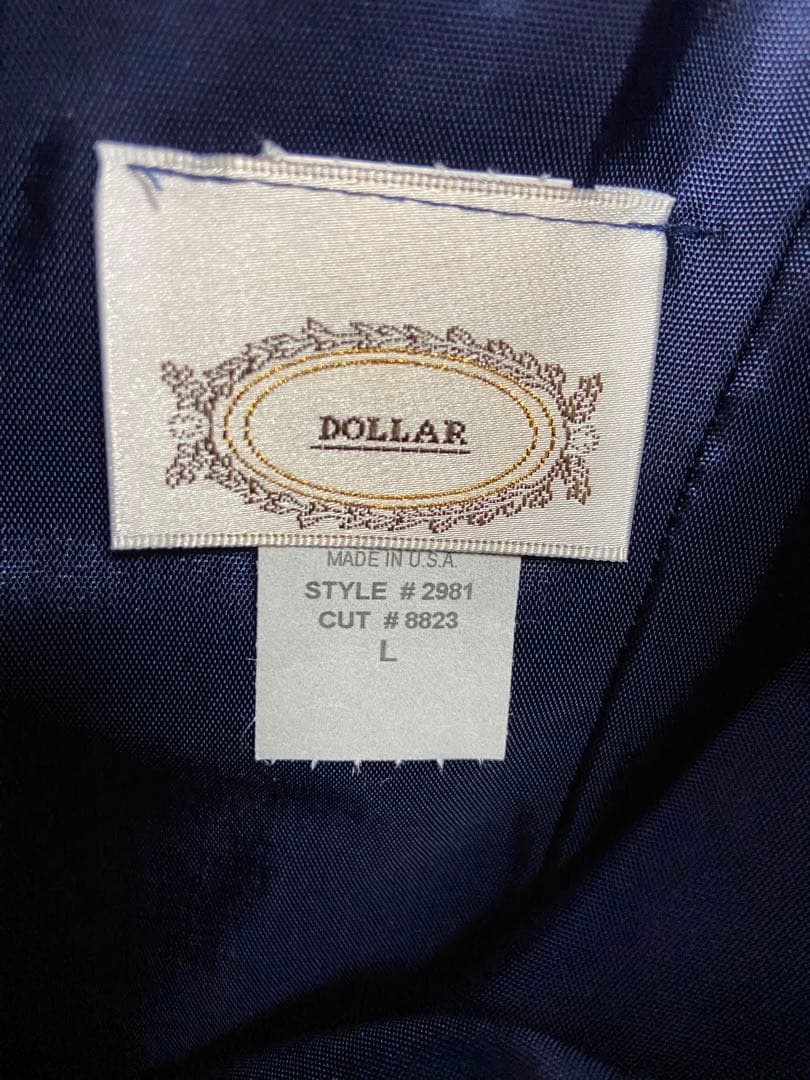 DOLLAR
MADE IN U.S.A.
STYLE # 2981
CUT # 8823
L